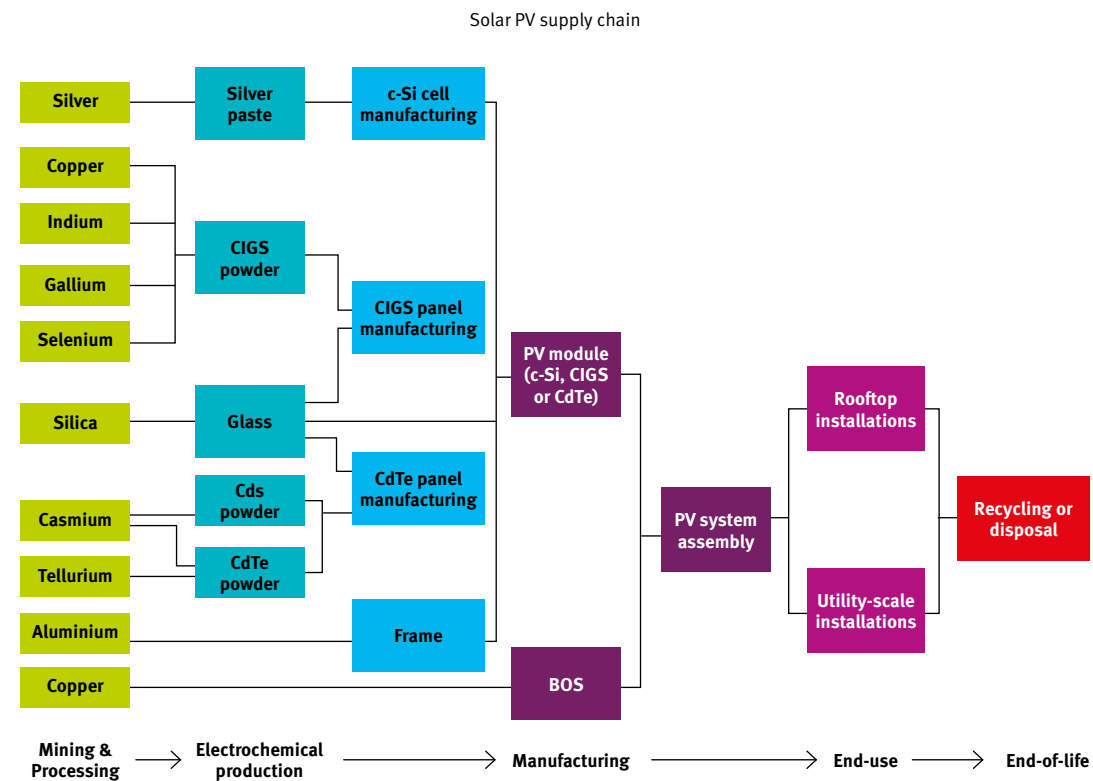 Solar PV supply chain
Silver
Silver
paste
c-Si cell
manufacturing
Copper
Indium
Gallium
Selenium
CIGS
powder
CIGS panel
manufacturing
Silica
Glass
Casmium
Tellurium
Cds
powder
CdTe
powder
CdTe panel
manufacturing
Aluminium
Frame
Copper
BOS
PV module
(c-Si, CIGS
or CdTe)
PV system
assembly
Rooftop
installations
Utility-scale
installations
Recycling or
disposal
Mining &
Processing
Electrochemical
production
Manufacturing
End-use
End-of-life